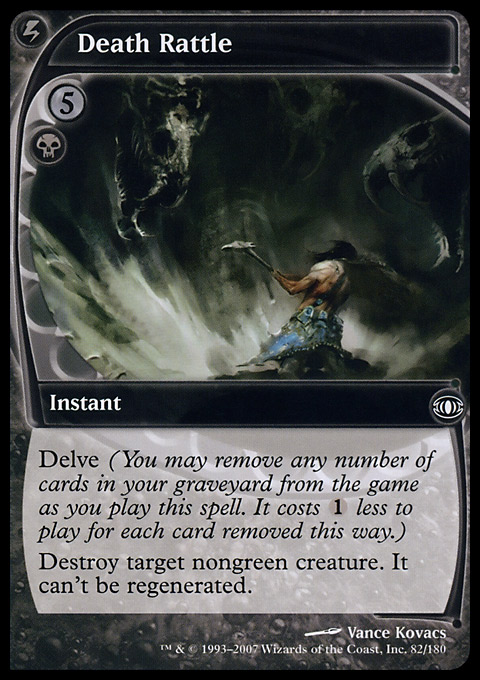 Death Rattle
5
Instant
Delve (You may remove any number of
cards in your graveyard from the game
as you play this spell. It costs 1 less to
play for each card removed this way.)
Destroy target nongreen creature. It
can't be regenerated.
Vance Kovacs
™ & © 1993–2007 Wizards of the Coast, Inc. 82/180